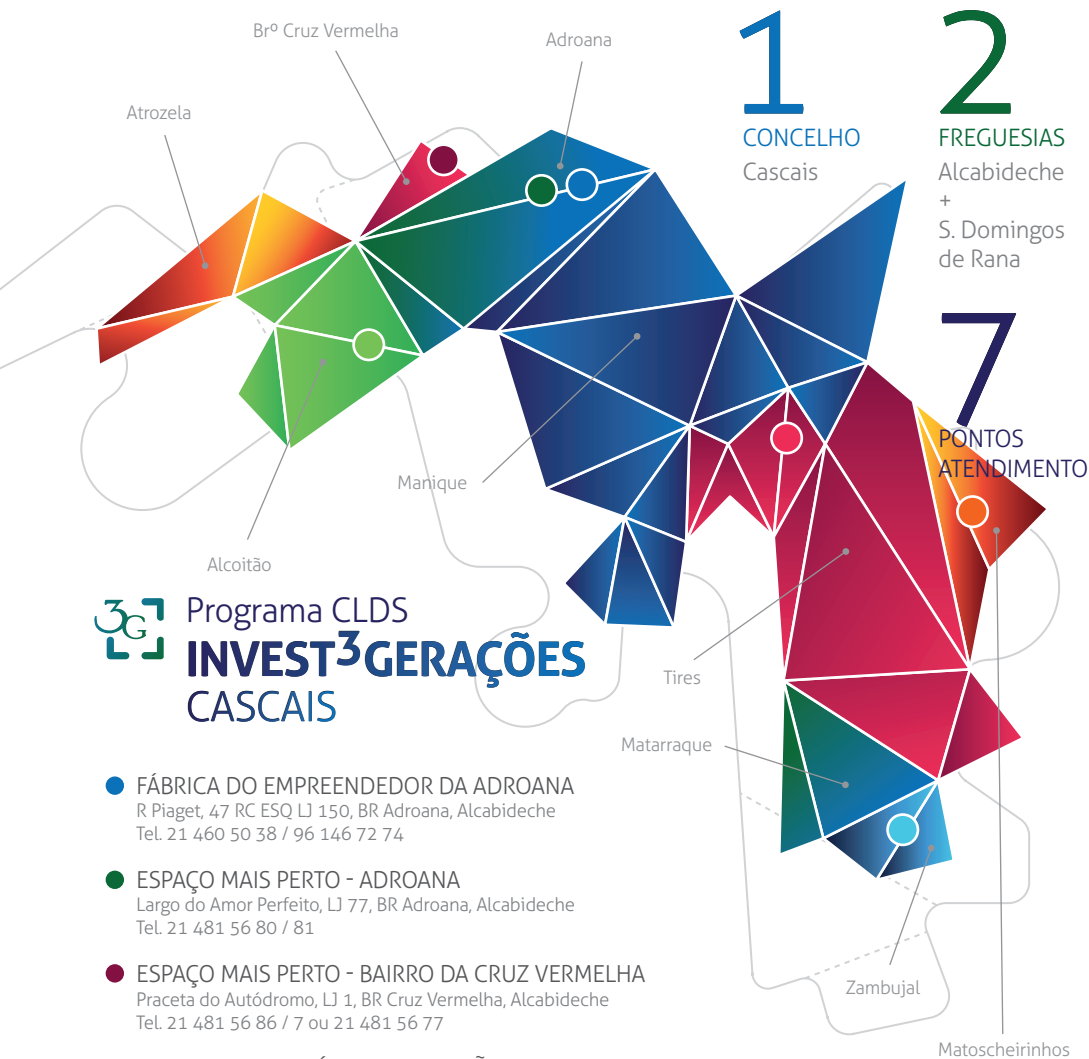 Brº Cruz Vermelha
Adroana
Atrozela
1
CONCELHO
Cascais
2
FREGUESIAS
Alcabideche
+
S. Domingos
de Rana
7
PONTOS
ATENDIMENTO
Manique
Alcoitão
Tires
Matarraque
Zambujal
Matoscheirinhos
3G
Programa CLDS
INVEST3GERAÇÕES
CASCAIS
FÁBRICA DO EMPREENDEDOR DA ADROANA
R Piaget, 47 RC ESQ LJ 150, BR Adroana, Alcabideche
Tel. 21 460 50 38 / 96 146 72 74
ESPAÇO MAIS PERTO - ADROANA
Largo do Amor Perfeito, LJ 77, BR Adroana, Alcabideche
Tel. 21 481 56 80 / 81
ESPAÇO MAIS PERTO - BAIRRO DA CRUZ VERMELHA
Praceta do Autódromo, LJ 1, BR Cruz Vermelha, Alcabideche
Tel. 21 481 56 86 / 7 ou 21 481 56 77